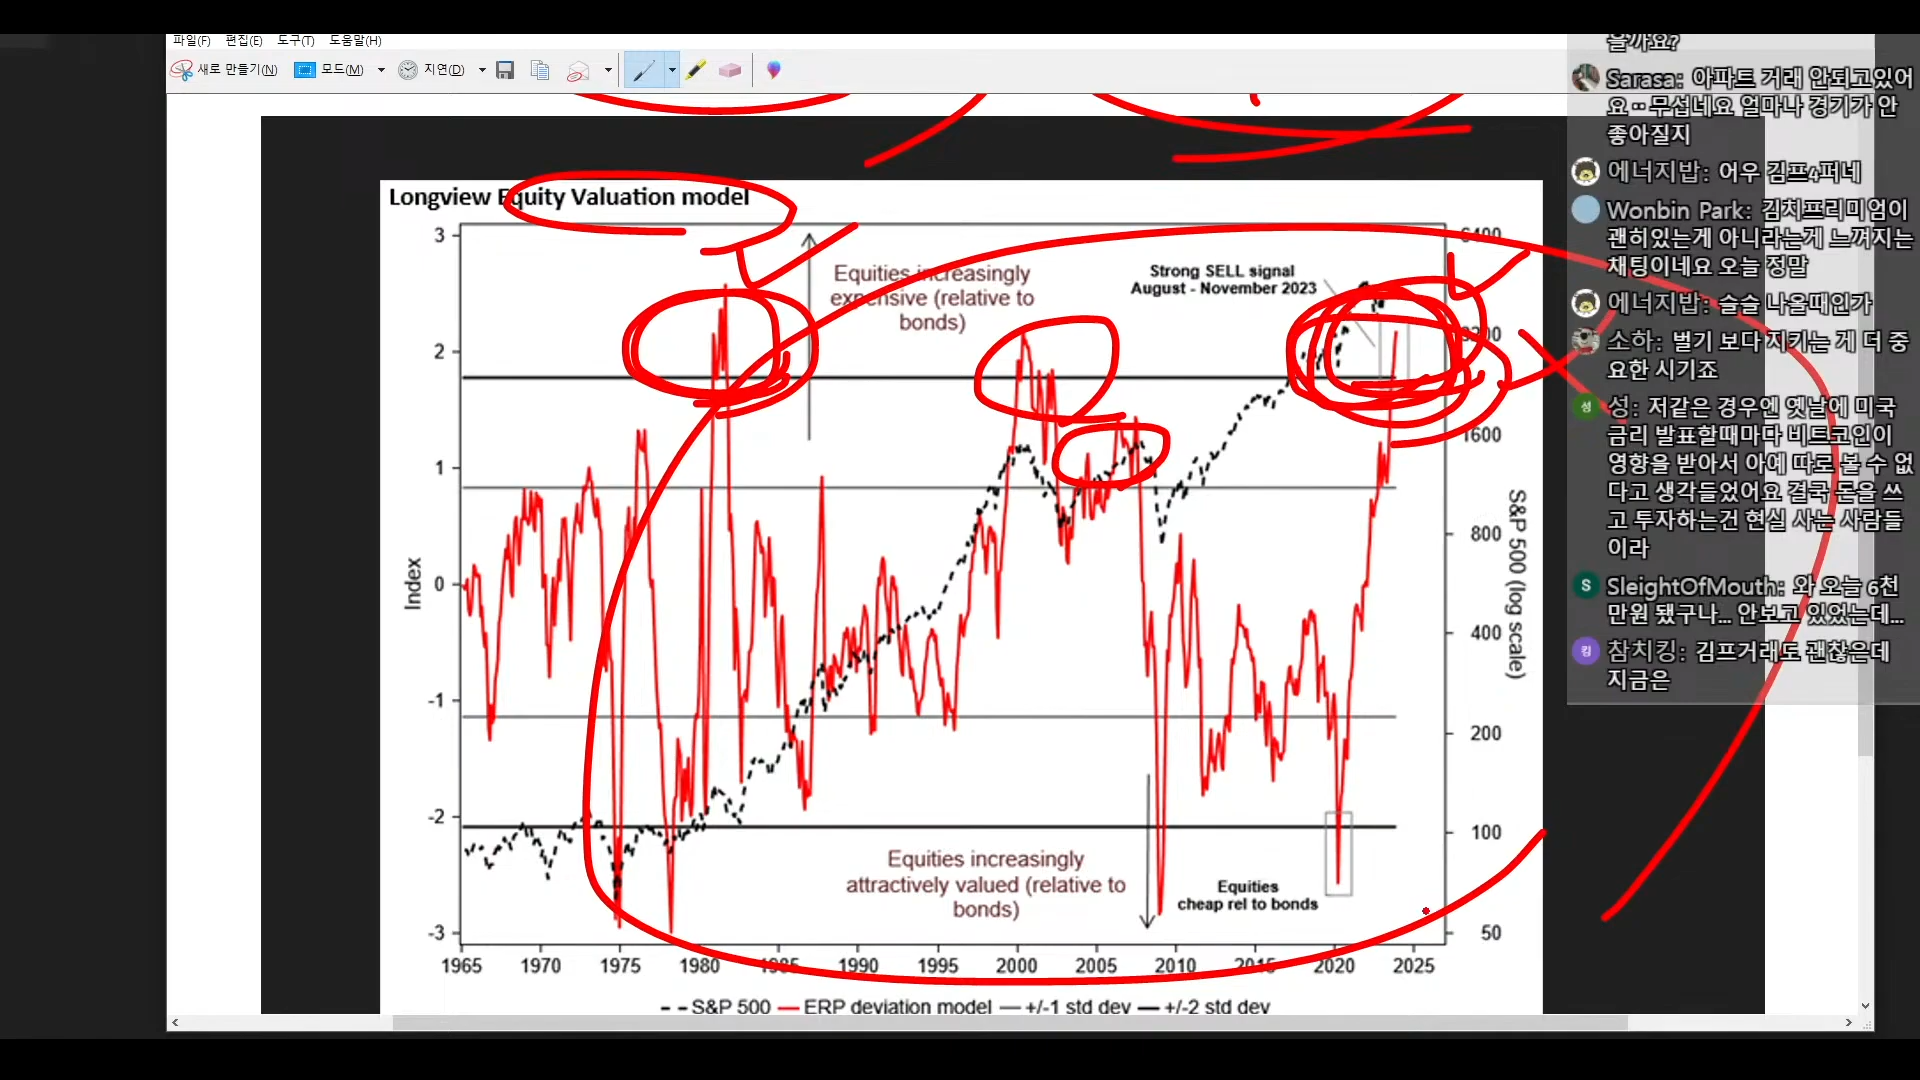 파일(F) 편집(E) 도구(T) 도움말(H)
새로 만들기(N) 모드(M) 지연(D)
Longview Equity Valuation model
3
2
1
0
-1
-2
-3
Index
Equities increasingly
expensive (relative to
bonds)
Strong SELL signal
August - November 2023
Equities increasingly
attractively valued (relative to
bonds)
Equities
cheap rel to bonds
6400
3200
1600
800
400
200
100
50
S&P 500 (log scale)
1965 1970 1975 1980 1985 1990 1995 2000 2005 2010 2015 2020 2025
S&P 500 ERP deviation model +/-1 std dev +/-2 std dev
을까요?
Sarasa: 아파트 거래 안되고있어
요·· 무섭네요 얼마나 경기가 안
좋아질지
에너지밥: 어우 김프4퍼네
Wonbin Park: 김치프리미엄이
괜히있는게 아니라는게 느껴지는
채팅이네요 오늘 정말
에너지밥: 슬슬 나올때인가
소하: 벌기 보다 지키는 게 더 중
요한 시기죠
성
성: 저같은 경우엔 옛날에 미국
금리 발표할때마다 비트코인이
영향을 받아서 아예 따로 볼 수 없
다고 생각들었어요 결국 돈을 쓰
고 투자하는건 현실 사는 사람들
이라
S
SleightOfMouth: 와 오늘 6천
만원 됐구나... 안보고 있었는데...
킹
참치킹: 김프거래도 괜찮은데
지금은